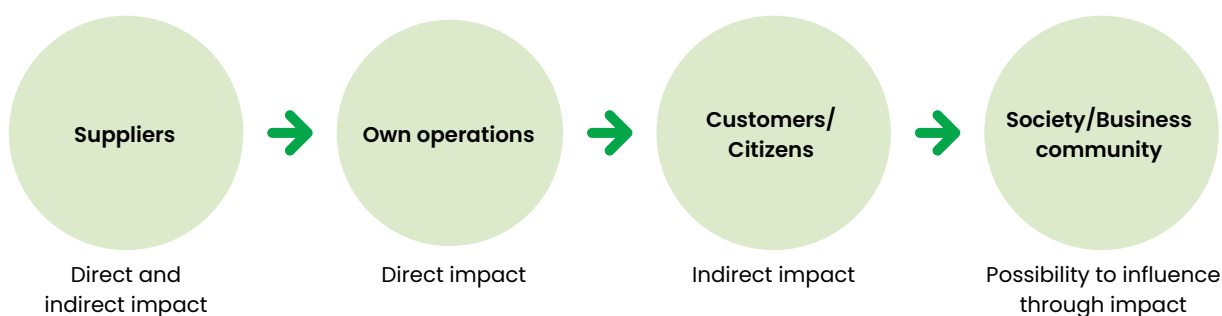 Suppliers
Direct and
indirect impact
Own operations
Direct impact
Customers/
Citizens
Indirect impact
Society/Business
community
Possibility to influence
through impact